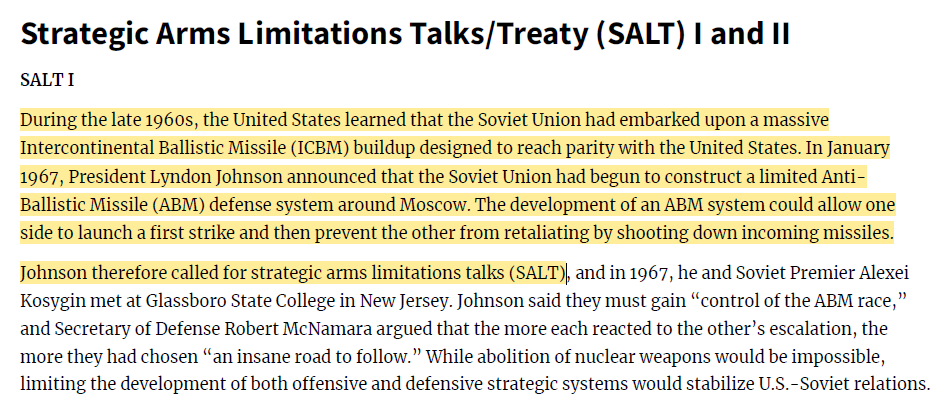 Strategic Arms Limitations Talks/Treaty (SALT) I and II
SALT I
During the late 1960s, the United States learned that the Soviet Union had embarked upon a massive
Intercontinental Ballistic Missile (ICBM) buildup designed to reach parity with the United States. In January
1967, President Lyndon Johnson announced that the Soviet Union had begun to construct a limited Anti-
Ballistic Missile (ABM) defense system around Moscow. The development of an ABM system could allow one
side to launch a first strike and then prevent the other from retaliating by shooting down incoming missiles.
Johnson therefore called for strategic arms limitations talks (SALT), and in 1967, he and Soviet Premier Alexei
Kosygin met at Glassboro State College in New Jersey. Johnson said they must gain “control of the ABM race,”
and Secretary of Defense Robert McNamara argued that the more each reacted to the other’s escalation, the
more they had chosen “an insane road to follow.” While abolition of nuclear weapons would be impossible,
limiting the development of both offensive and defensive strategic systems would stabilize U.S.-Soviet relations.